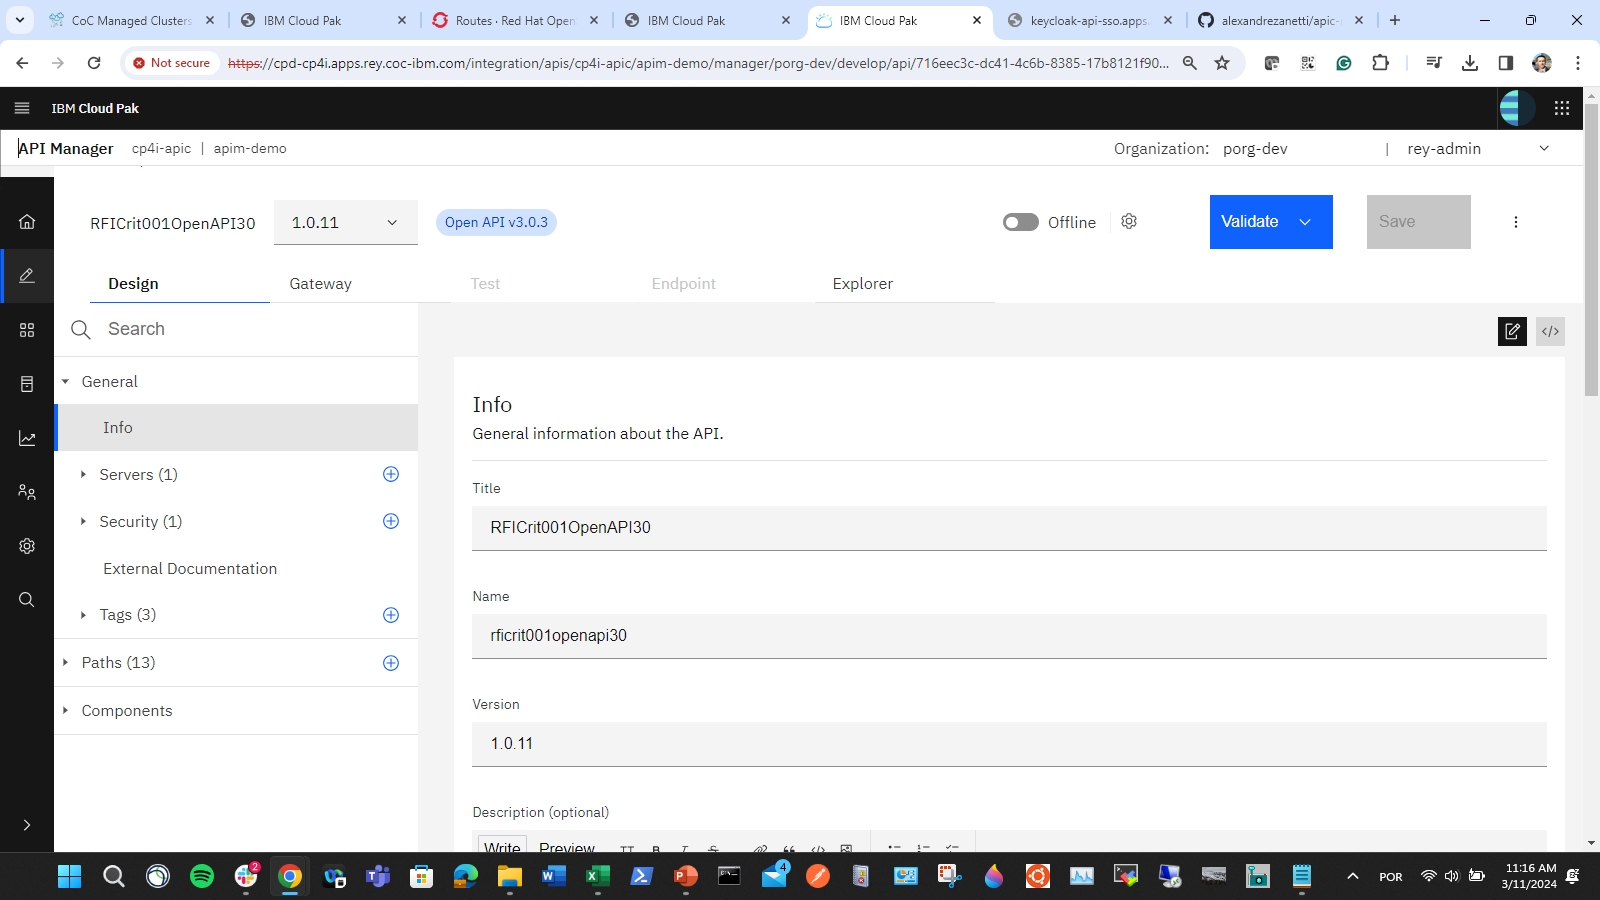 CoC Managed Clusters
IBM Cloud Pak
Routes · Red Hat Open
IBM Cloud Pak
IBM Cloud Pak
keycloak-api-sso.apps.
alexandrezanetti/apic-
Not secure
https://cpd-cp4i.apps.rey.coc-ibm.com/integration/apis/cp4i-apic/apim-demo/manager/porg-dev/develop/api/716eec3c-dc41-4c6b-8385-17b8121f90...
IBM Cloud Pak
API Manager cp4i-apic | apim-demo
Organization: porg-dev | rey-admin
RFICrit001OpenAPI30 1.0.11 Open API v3.0.3 Offline Validate Save
Design Gateway Test Endpoint Explorer
Search
General
Info
Servers (1)
Security (1)
External Documentation
Tags (3)
Paths (13)
Components
Info
General information about the API.
Title
RFICrit001OpenAPI30
Name
rficrit001openapi30
Version
1.0.11
Description (optional)
Write Preview
2
4
POR
11:16 AM
3/11/2024